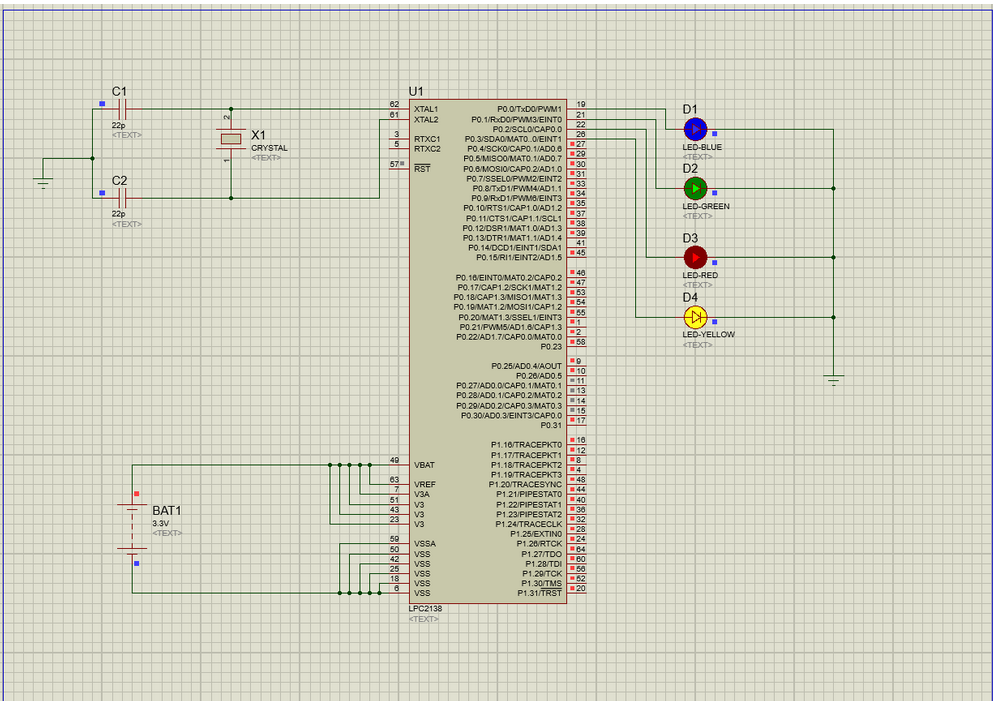 C1
22p
<TEXT>
C2
22p
<TEXT>
2
X1
CRYSTAL
<TEXT>
1
U1
62 XTAL1
61 XTAL2
3 RTXC1
5 RTXC2
57 RST
49 VBAT
63 VREF
7 V3A
51 V3
43 V3
23 V3
59 VSSA
50 VSS
42 VSS
25 VSS
18 VSS
6 VSS
P0.0/TxD0/PWM1 19
P0.1/RxD0/PWM3/EINT0 21
P0.2/SCL0/CAP0.0 22
P0.3/SDA0/MAT0..0/EINT1 26
P0.4/SCK0/CAP0.1/AD0.6 27
P0.5/MISO0/MAT0.1/AD0.7 29
P0.6/MOSI0/CAP0.2/AD1.0 30
P0.7/SSEL0/PWM2/EINT2 31
P0.8/TxD1/PWM4/AD1.1 33
P0.9/RxD1/PWM6/EINT3 34
P0.10/RTS1/CAP1.0/AD1.2 35
P0.11/CTS1/CAP1.1/SCL1 37
P0.12/DSR1/MAT1.0/AD1.3 38
P0.13/DTR1/MAT1.1/AD1.4 39
P0.14/DCD1/EINT1/SDA1 41
P0.15/RI1/EINT2/AD1.5 45
P0.16/EINT0/MAT0.2/CAP0.2 46
P0.17/CAP1.2/SCK1/MAT1.2 47
P0.18/CAP1.3/MISO1/MAT1.3 53
P0.19/MAT1.2/MOSI1/CAP1.2 54
P0.20/MAT1.3/SSEL1/EINT3 55
P0.21/PWM5/AD1.6/CAP1.3 1
P0.22/AD1.7/CAP0.0/MAT0.0 2
P0.23 58
P0.25/AD0.4/AOUT 9
P0.26/AD0.5 10
P0.27/AD0.0/CAP0.1/MAT0.1 11
P0.28/AD0.1/CAP0.2/MAT0.2 13
P0.29/AD0.2/CAP0.3/MAT0.3 14
P0.30/AD0.3/EINT3/CAP0.0 15
P0.31 17
P1.16/TRACEPKT0 16
P1.17/TRACEPKT1 12
P1.18/TRACEPKT2 8
P1.19/TRACEPKT3 4
P1.20/TRACESYNC 48
P1.21/PIPESTAT0 44
P1.22/PIPESTAT1 40
P1.23/PIPESTAT2 36
P1.24/TRACECLK 32
P1.25/EXTIN0 28
P1.26/RTCK 24
P1.27/TDO 64
P1.28/TDI 60
P1.29/TCK 56
P1.30/TMS 52
P1.31/TRST 20
LPC2138
<TEXT>
BAT1
3.3V
<TEXT>
D1
LED-BLUE
<TEXT>
D2
LED-GREEN
<TEXT>
D3
LED-RED
<TEXT>
D4
LED-YELLOW
<TEXT>